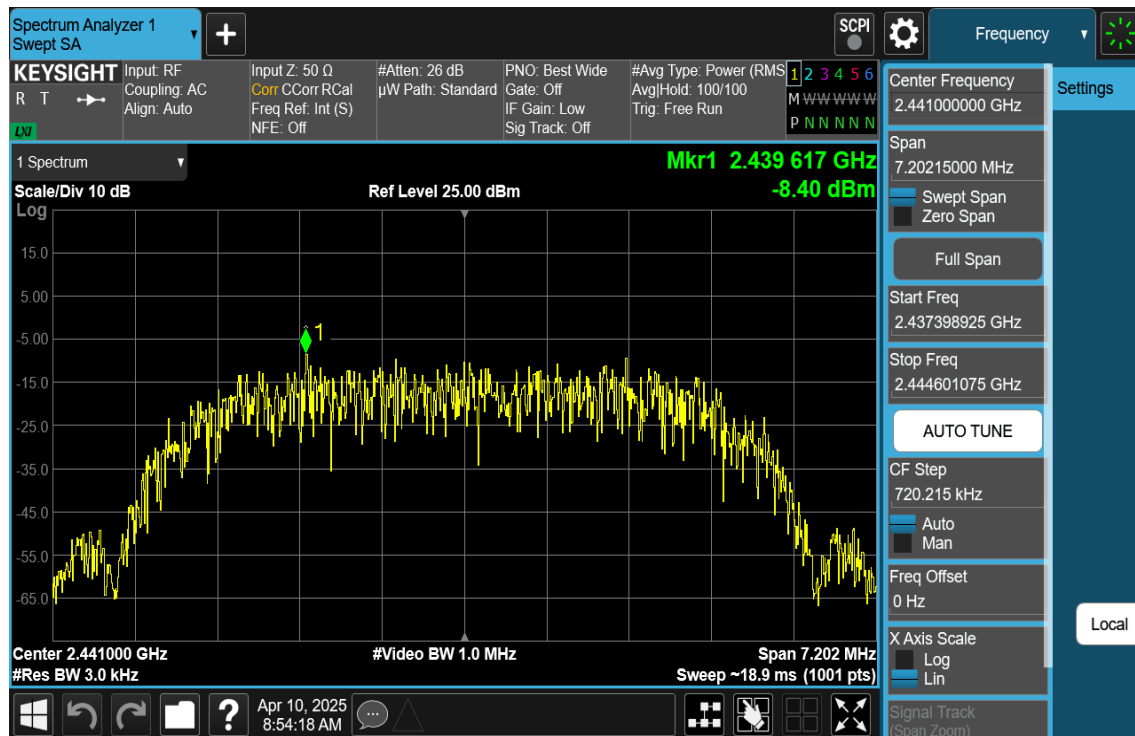 Spectrum Analyzer 1
Swept SA
+
SCPI
Frequency
KEYSIGHT
R T
LXI
Input: RF
Coupling: AC
Align: Auto
Input Z: 50 Ω
Corr CCorr RCal
Freq Ref: Int (S)
NFE: Off
#Atten: 26 dB
µW Path: Standard
PNO: Best Wide
Gate: Off
IF Gain: Low
Sig Track: Off
#Avg Type: Power (RMS
Avg|Hold: 100/100
Trig: Free Run
1 2 3 4 5 6
M W W W W W
P N N N N N
1 Spectrum
Mkr1 2.439 617 GHz
Scale/Div 10 dB
Ref Level 25.00 dBm
-8.40 dBm
Log
15.0
5.00
-5.00
-15.0
-25.0
-35.0
-45.0
-55.0
-65.0
1
Center 2.441000 GHz
#Video BW 1.0 MHz
Span 7.202 MHz
#Res BW 3.0 kHz
Sweep ~18.9 ms (1001 pts)
Center Frequency
2.441000000 GHz
Settings
Span
7.20215000 MHz
Swept Span
Zero Span
Full Span
Start Freq
2.437398925 GHz
Stop Freq
2.444601075 GHz
AUTO TUNE
CF Step
720.215 kHz
Auto
Man
Freq Offset
0 Hz
Local
X Axis Scale
Log
Lin
Signal Track
(Span Zoom)
?
Apr 10, 2025
8:54:18 AM